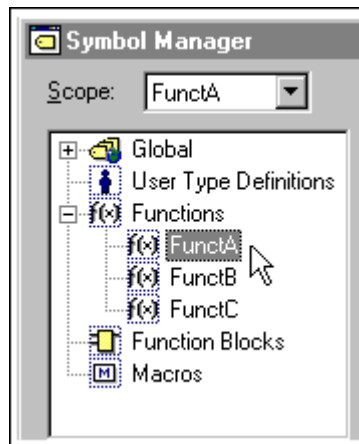 Symbol Manager
Scope: FunctA
Global
User Type Definitions
f(x) Functions
f(x) FunctA
f(x) FunctB
f(x) FunctC
Function Blocks
M Macros